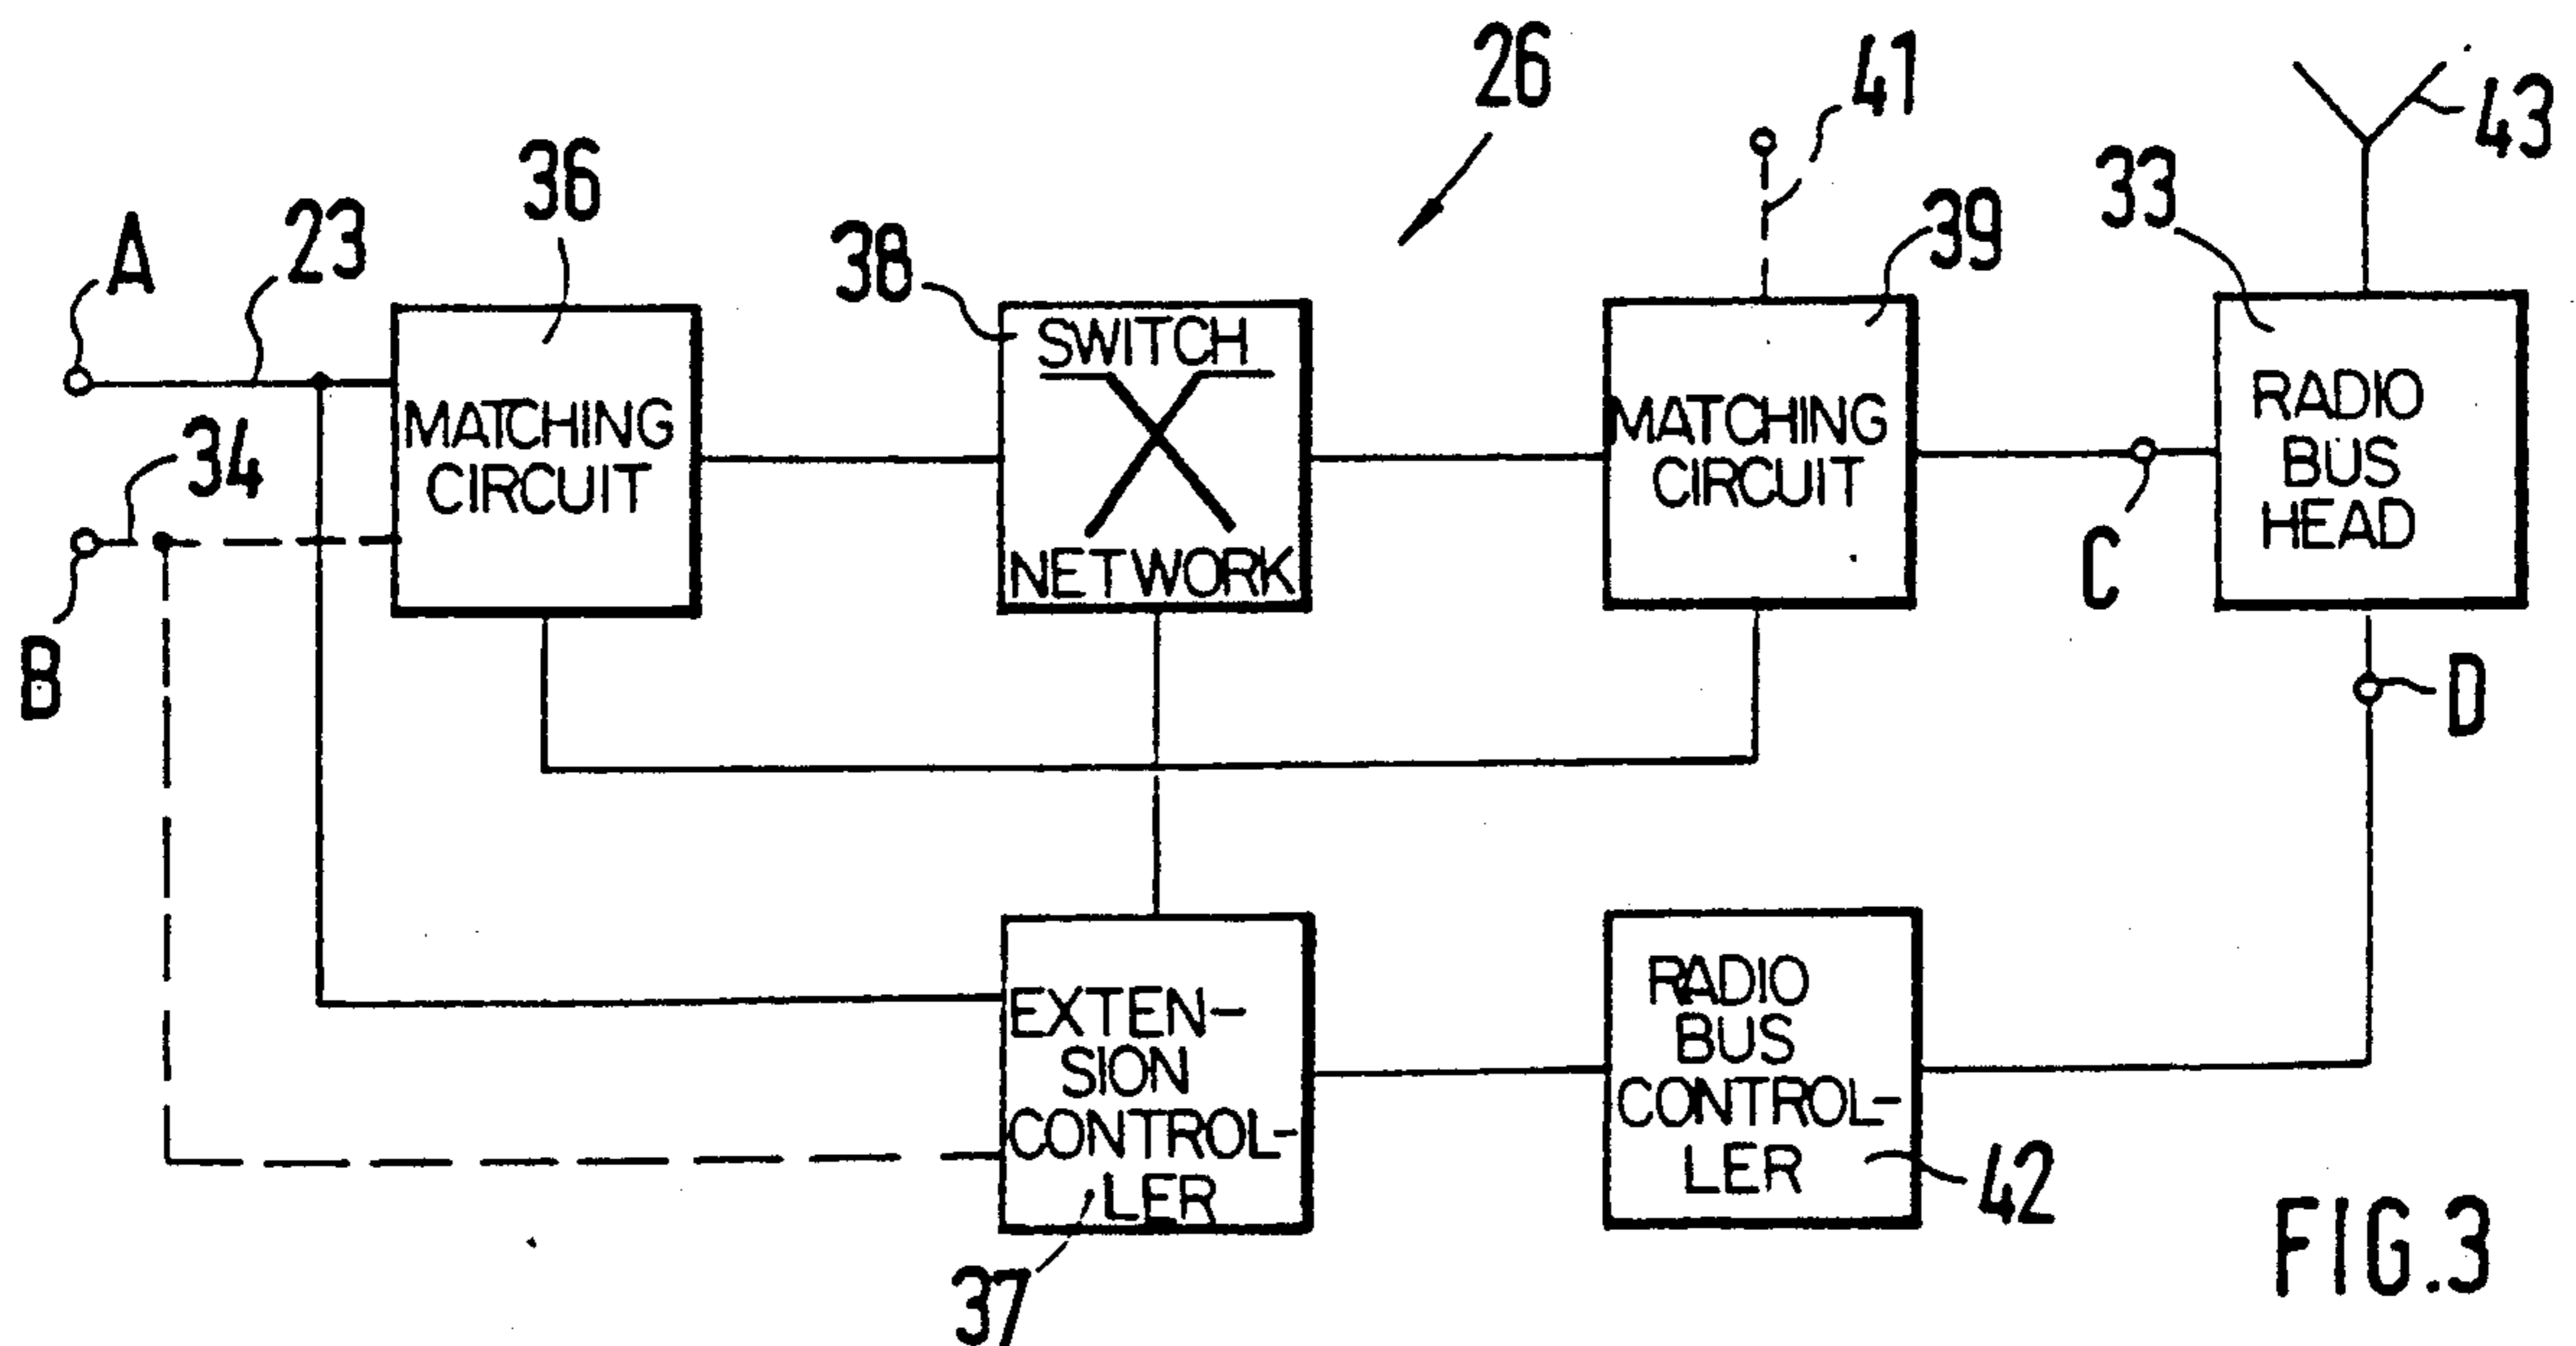 26
41
43
36
33
A
23
38
39
SWITCH
NETWORK
MATCHING
CIRCUIT
MATCHING
CIRCUIT
RADIO
BUS
HEAD
34
B
C
D
EXTEN-
SION
CONTROL-
LER
37
RADIO
BUS
CONTROL-
LER
42
FIG.3